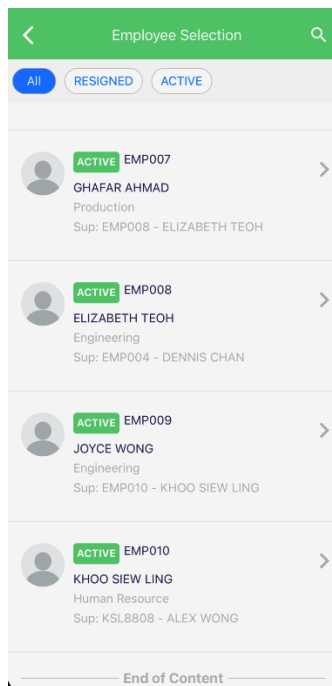 Employee Selection
All RESIGNED ACTIVE
ACTIVE EMP007
GHAFAR AHMAD
Production
Sup: EMP008 - ELIZABETH TEOH
ACTIVE EMP008
ELIZABETH TEOH
Engineering
Sup: EMP004 - DENNIS CHAN
ACTIVE EMP009
JOYCE WONG
Engineering
Sup: EMP010 - KHOO SIEW LING
ACTIVE EMP010
KHOO SIEW LING
Human Resource
Sup: KSL8808 - ALEX WONG
End of Content